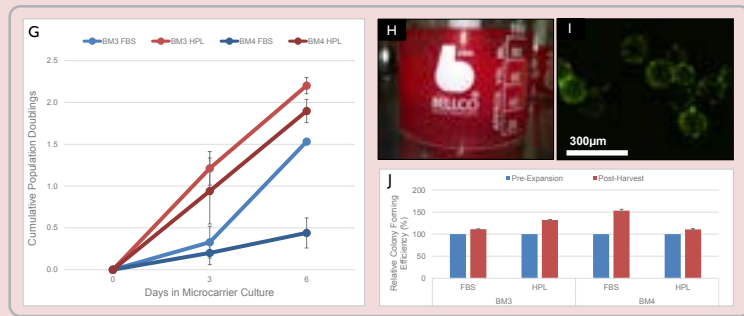 G
BM3 FBS BM3 HPL BM4 FBS BM4 HPL
2.5
2.0
1.5
1.0
0.5
0.0
0 3 6
Cumulative Population Doublings
Days in Microcarrier Culture
H
BELLCO
I
300µm
J
Pre-Expansion Post-Harvest
200
150
100
50
0
Relative Colony Forming
Efficiency (%)
FBS HPL FBS HPL
BM3 BM4